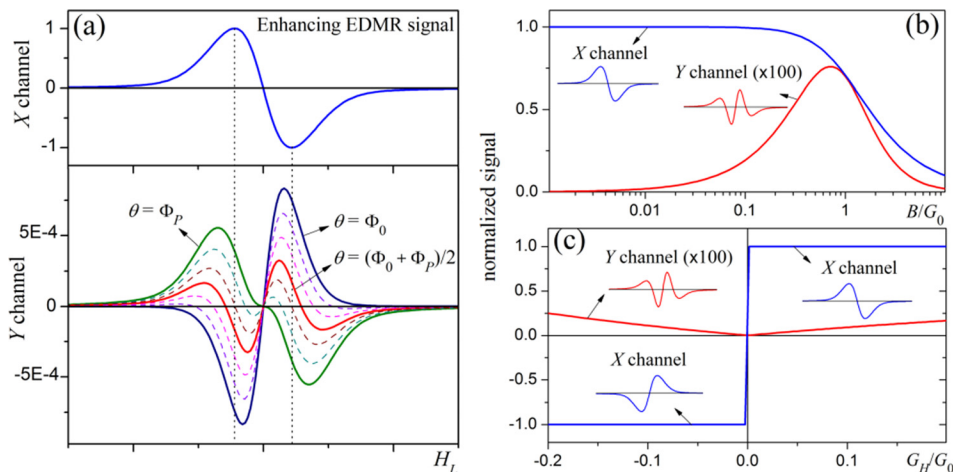 (a)
Enhancing EDMR signal
X channel
1
0
1
θ = Φ_P
θ = Φ_0
θ = (Φ_0 + Φ_P)/2
Y channel
5E-4
0
-5E-4
H_L
(b)
X channel
Y channel (x100)
normalized signal
1.0
0.5
0.0
0.01
0.1
1
B/G_0
(c)
Y channel (x100)
X channel
X channel
1.0
0.5
0.0
-0.5
-1.0
-0.2
-0.1
0.0
0.1
G_H/G_0